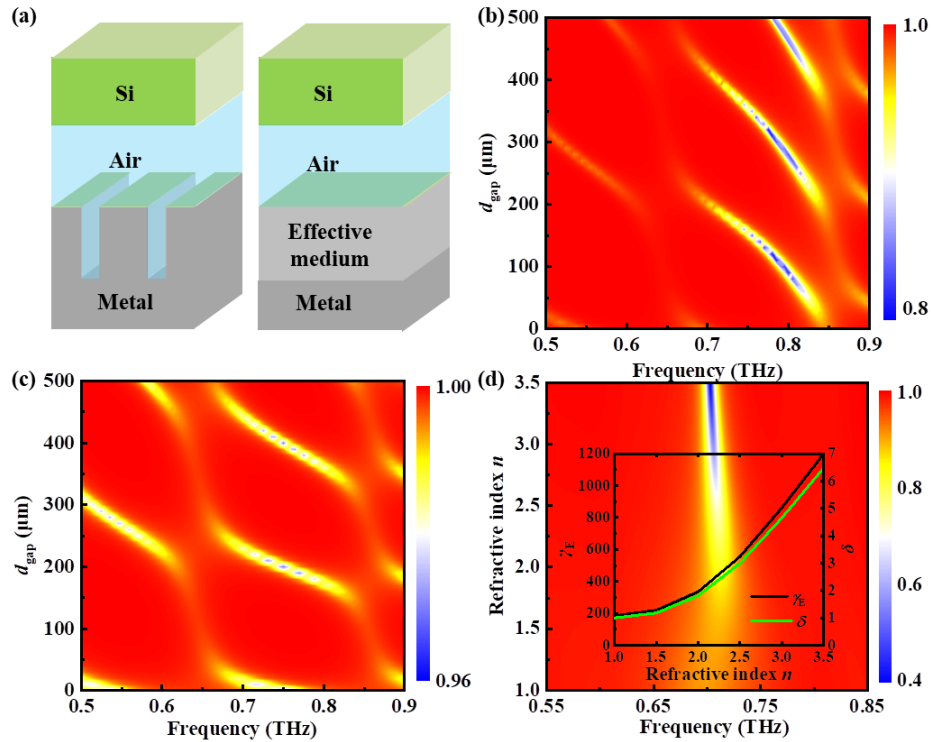 (a)
Si
Si
Air
Air
Effective
medium
Metal
Metal
(b)
500
400
300
200
100
0
d_gap (μm)
0.5 0.6 0.7 0.8 0.9
Frequency (THz)
1.0
0.8
(c)
500
400
300
200
100
0
d_gap (μm)
0.5 0.6 0.7 0.8 0.9
Frequency (THz)
1.00
0.96
(d)
3.5
3.0
2.5
2.0
1.5
1.0
Refractive index n
0.55 0.65 0.75 0.85
Frequency (THz)
1200
1000
800
600
400
200
0
γE
1.0 1.5 2.0 2.5 3.0 3.5
Refractive index n
7
6
5
4
3
2
1
0
δ
γE
δ
1.0
0.8
0.6
0.4